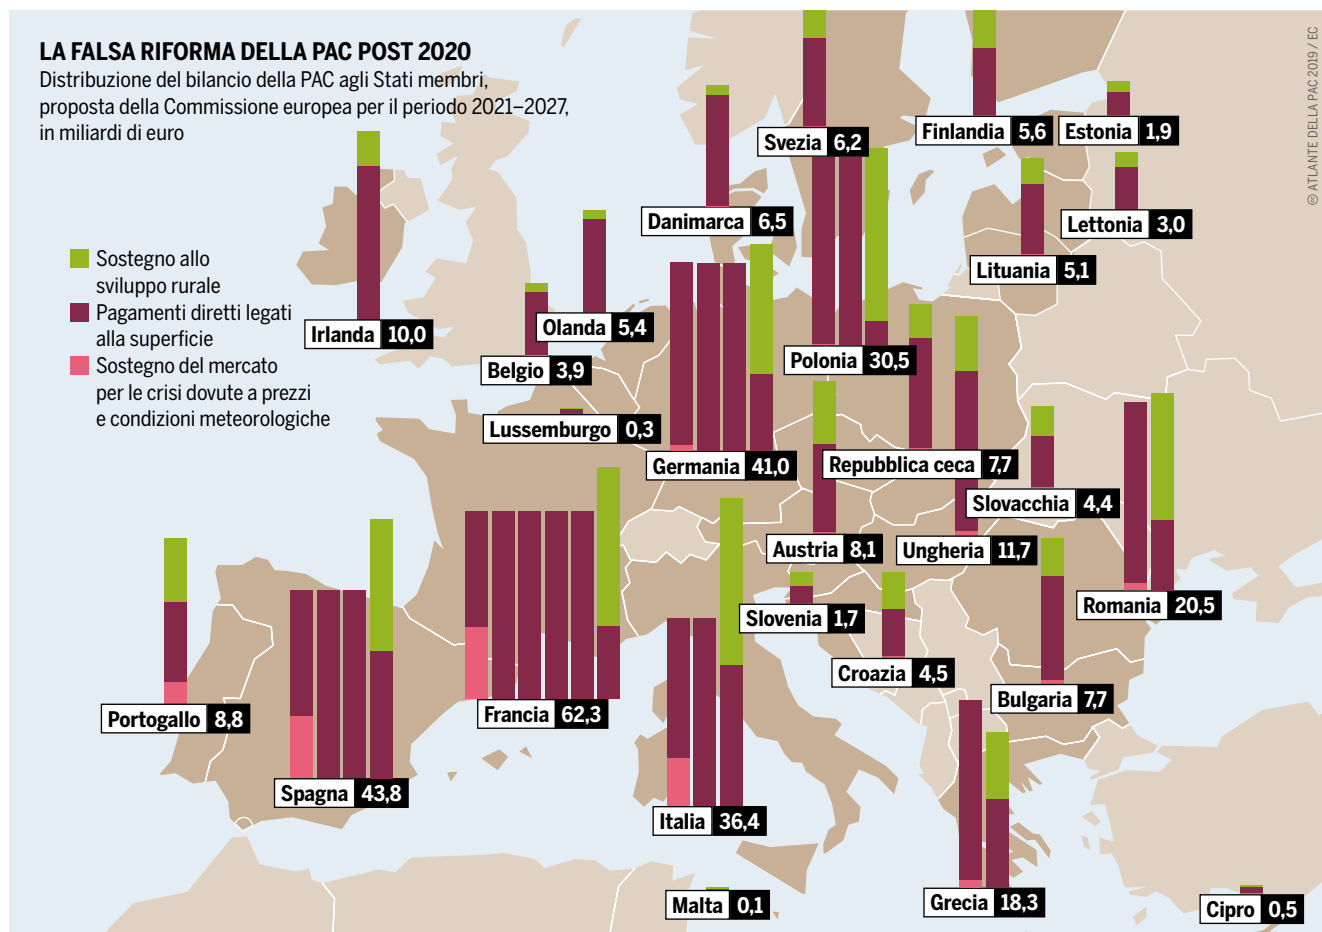 LA FALSA RIFORMA DELLA PAC POST 2020
Distribuzione del bilancio della PAC agli Stati membri,
proposta della Commissione europea per il periodo 2021–2027,
in miliardi di euro
Sostegno allo
sviluppo rurale
Pagamenti diretti legati
alla superficie
Sostegno del mercato
per le crisi dovute a prezzi
e condizioni meteorologiche
Svezia 6,2
Finlandia 5,6
Estonia 1,9
Danimarca 6,5
Lettonia 3,0
Lituania 5,1
Irlanda 10,0
Olanda 5,4
Belgio 3,9
Polonia 30,5
Lussemburgo 0,3
Germania 41,0
Repubblica ceca 7,7
Slovacchia 4,4
Austria 8,1
Ungheria 11,7
Romania 20,5
Slovenia 1,7
Croazia 4,5
Bulgaria 7,7
Portogallo 8,8
Francia 62,3
Spagna 43,8
Italia 36,4
Malta 0,1
Grecia 18,3
Cipro 0,5
cc ATLANTE DELLA PAC 2019 / EC